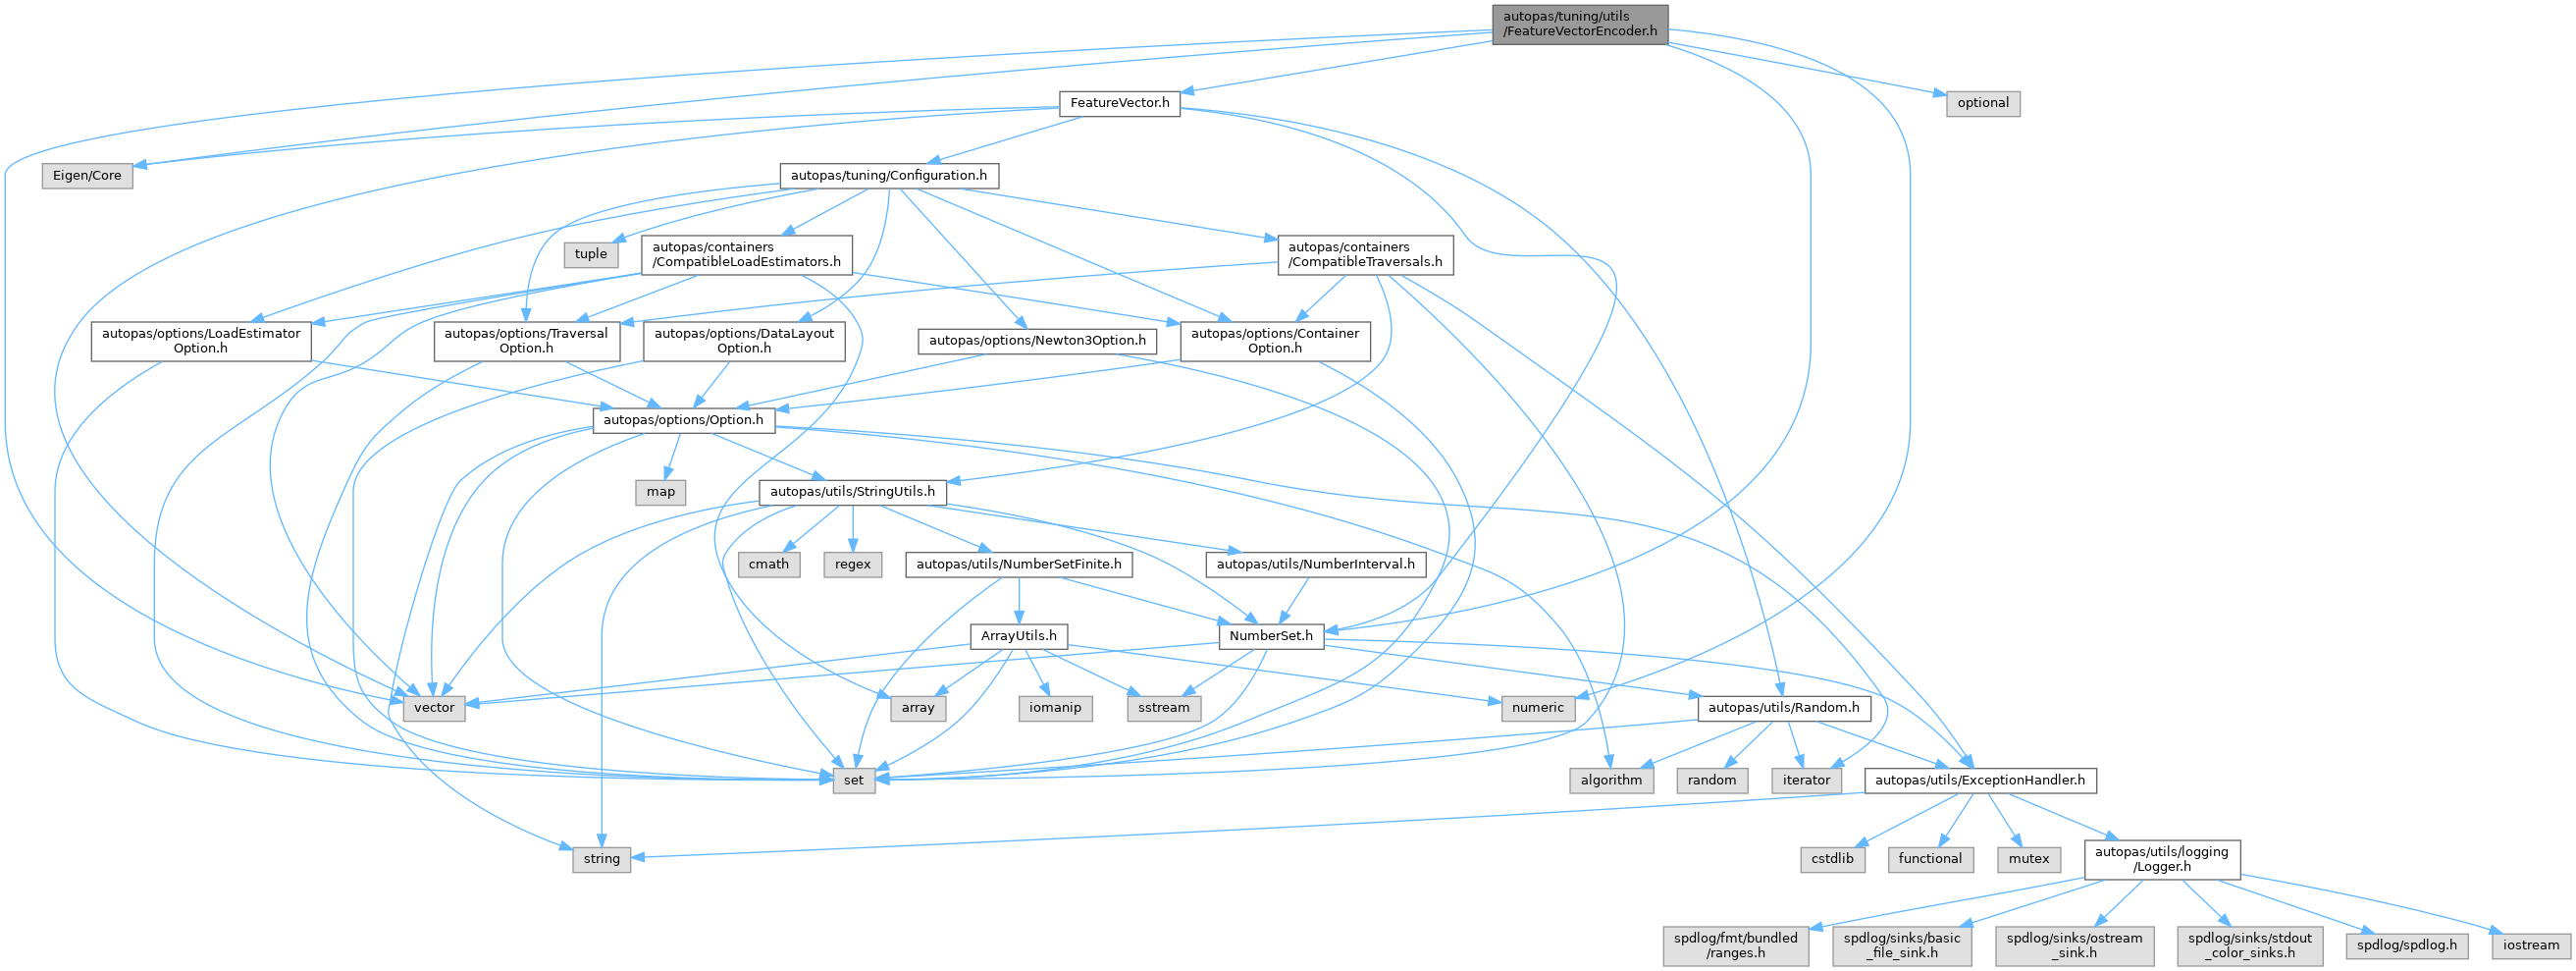 autopas/tuning/utils
/FeatureVectorEncoder.h
FeatureVector.h
optional
Eigen/Core
autopas/tuning/Configuration.h
tuple
autopas/containers
/CompatibleLoadEstimators.h
autopas/containers
/CompatibleTraversals.h
autopas/options/LoadEstimator
Option.h
autopas/options/Traversal
Option.h
autopas/options/DataLayout
Option.h
autopas/options/Newton3Option.h
autopas/options/Container
Option.h
autopas/options/Option.h
map
autopas/utils/StringUtils.h
cmath
regex
autopas/utils/NumberSetFinite.h
autopas/utils/NumberInterval.h
ArrayUtils.h
NumberSet.h
vector
array
iomanip
sstream
numeric
autopas/utils/Random.h
set
algorithm
random
iterator
autopas/utils/ExceptionHandler.h
string
cstdlib
functional
mutex
autopas/utils/logging
/Logger.h
spdlog/fmt/bundled
/ranges.h
spdlog/sinks/basic
_file_sink.h
spdlog/sinks/ostream
_sink.h
spdlog/sinks/stdout
_color_sinks.h
spdlog/spdlog.h
iostream